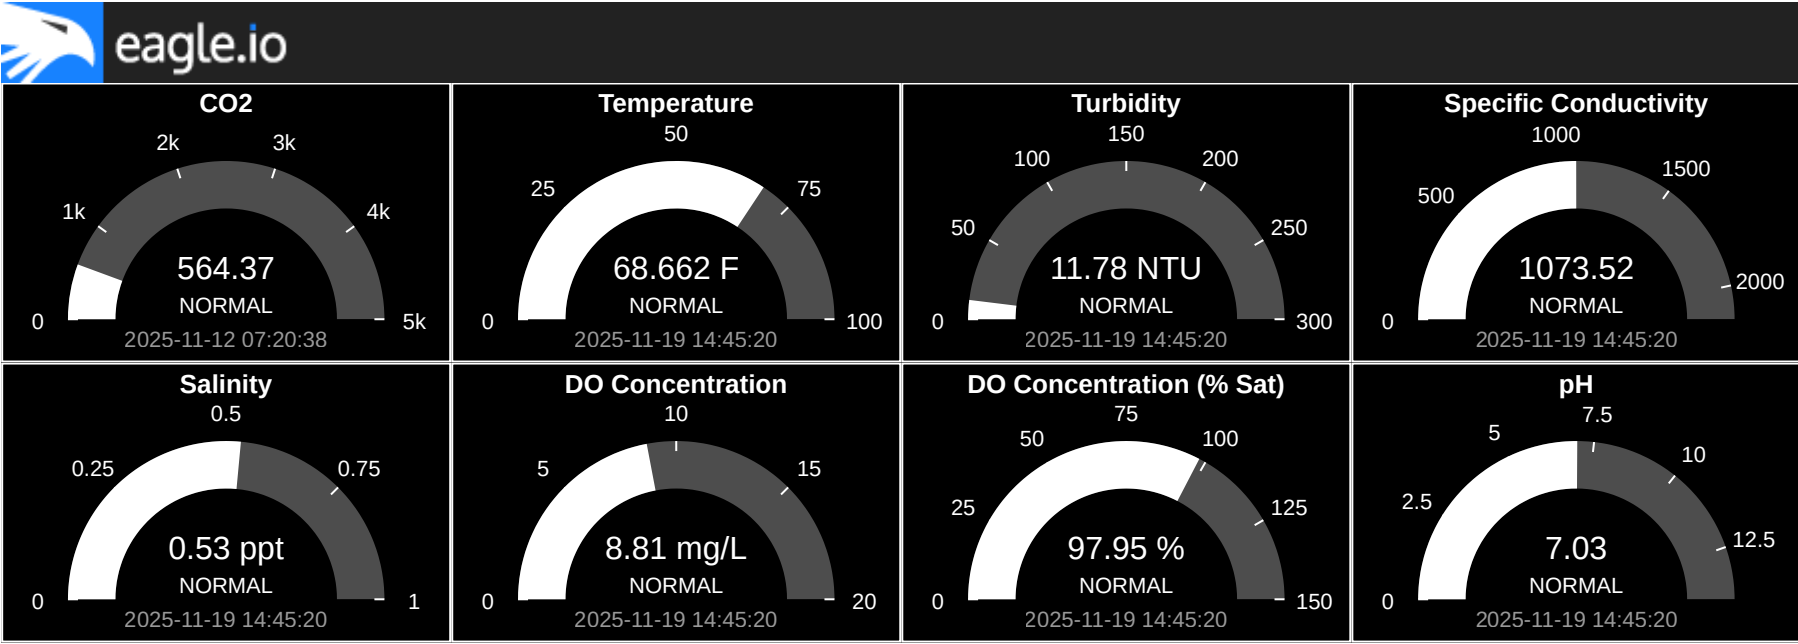 eagle.io
CO2
0
1k
2k
3k
4k
5k
564.37
NORMAL
2025-11-12 07:20:38
Temperature
0
25
50
75
100
68.662 F
NORMAL
2025-11-19 14:45:20
Turbidity
0
50
100
150
200
250
300
11.78 NTU
NORMAL
2025-11-19 14:45:20
Specific Conductivity
0
500
1000
1500
2000
1073.52
NORMAL
2025-11-19 14:45:20
Salinity
0
0.25
0.5
0.75
1
0.53 ppt
NORMAL
2025-11-19 14:45:20
DO Concentration
0
5
10
15
20
8.81 mg/L
NORMAL
2025-11-19 14:45:20
DO Concentration (% Sat)
0
25
50
75
100
125
150
97.95 %
NORMAL
2025-11-19 14:45:20
pH
0
2.5
5
7.5
10
12.5
7.03
NORMAL
2025-11-19 14:45:20